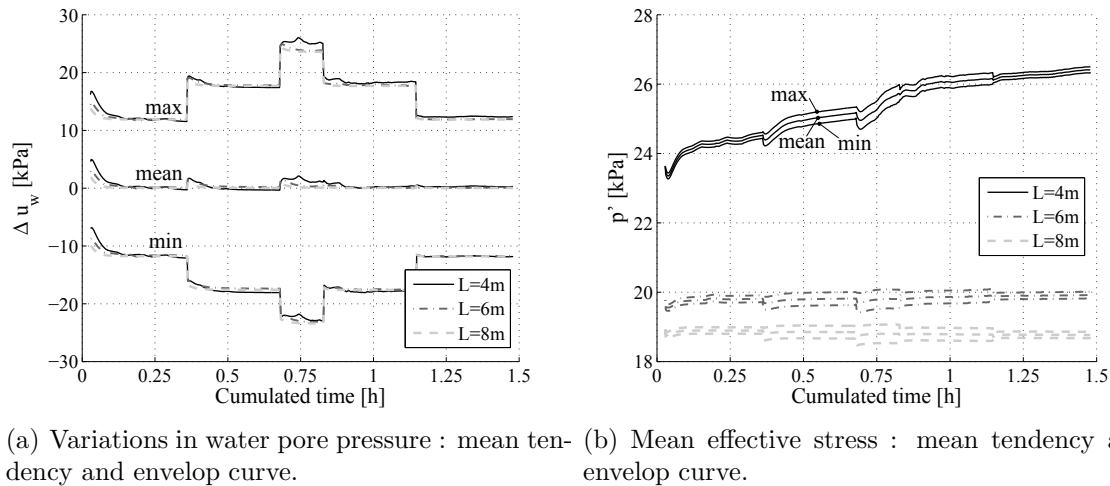 30
20
10
0
−10
−20
−30
Δ u_w [kPa]
max
mean
min
L=4m
L=6m
L=8m
0
0.25
0.5
0.75
1
1.25
1.5
Cumulated time [h]
28
26
24
22
20
18
p' [kPa]
max
mean
min
L=4m
L=6m
L=8m
0
0.25
0.5
0.75
1
1.25
1.5
Cumulated time [h]
(a) Variations in water pore pressure : mean ten-
dency and envelop curve.
(b) Mean effective stress : mean tendency a
envelop curve.